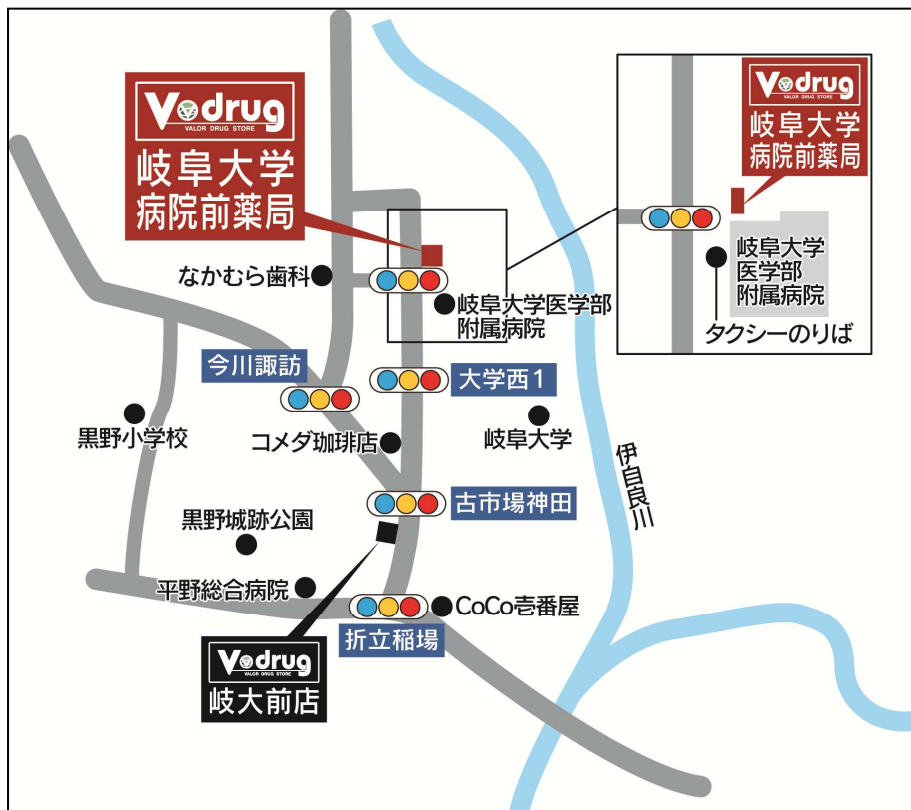 V·drug
VALOR DRUG STORE
岐阜大学
病院前薬局
V·drug
VALOR DRUG STORE
岐阜大学
病院前薬局
岐阜大学
医学部
附属病院
タクシーのりば
なかむら歯科
岐阜大学医学部
附属病院
今川諏訪
大学西1
黒野小学校
コメダ珈琲店
岐阜大学
伊自良川
古市場神田
黒野城跡公園
平野総合病院
CoCo壱番屋
折立稲場
V·drug
VALOR DRUG STORE
岐大前店